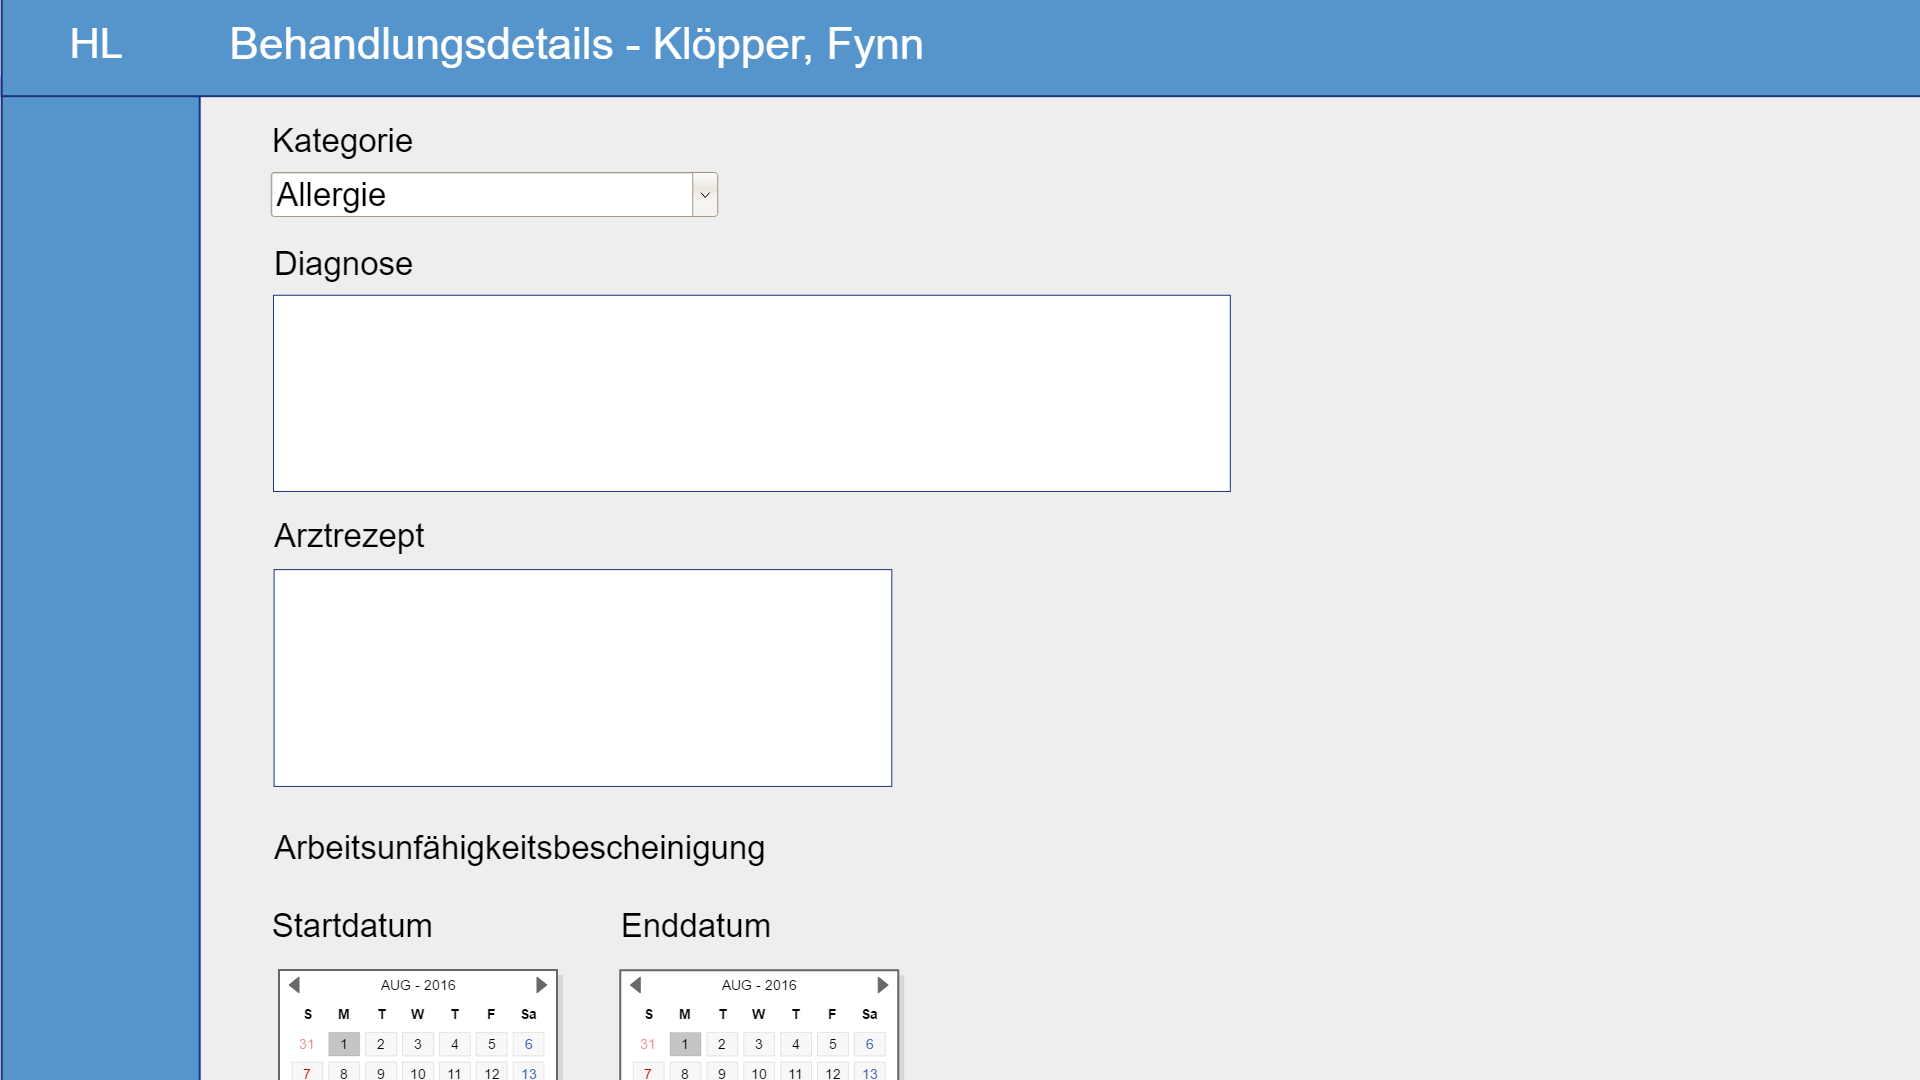 HL Behandlungsdetails - Klöpper, Fynn
Kategorie
Allergie
Diagnose
Arztrezept
Arbeitsunfähigkeitsbescheinigung
Startdatum Enddatum
AUG - 2016 AUG - 2016
S M T W T F Sa S M T W T F Sa
31 1 2 3 4 5 6 31 1 2 3 4 5 6
7 8 9 10 11 12 13 7 8 9 10 11 12 13